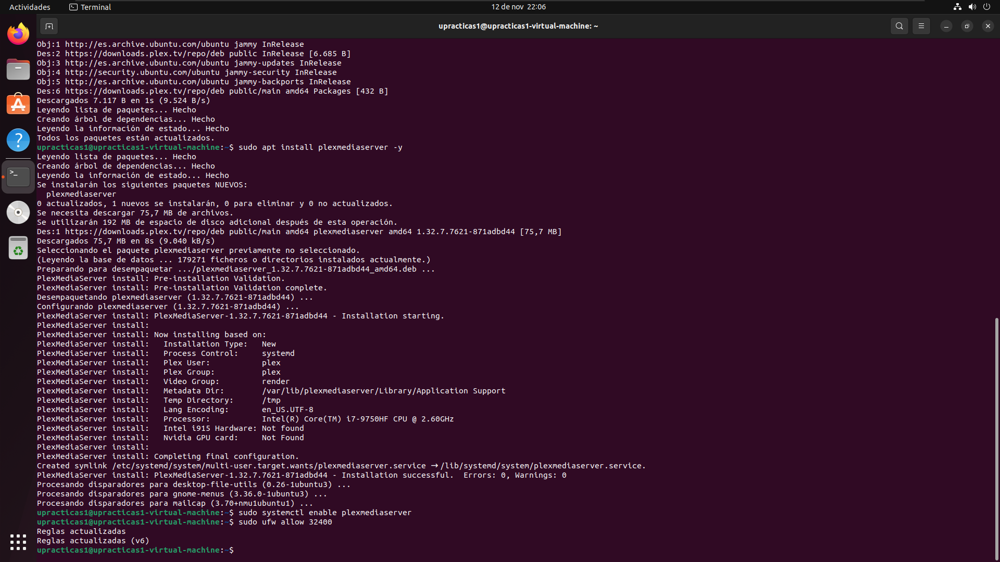 Actividades
Terminal
12 de nov 22:06
upracticas1@upracticas1-virtual-machine: ~
Obj:1 http://es.archive.ubuntu.com/ubuntu jammy InRelease
Des:2 https://downloads.plex.tv/repo/deb public InRelease [6.685 B]
Obj:3 http://es.archive.ubuntu.com/ubuntu jammy-updates InRelease
Obj:4 http://security.ubuntu.com/ubuntu jammy-security InRelease
Obj:5 http://es.archive.ubuntu.com/ubuntu jammy-backports InRelease
Des:6 https://downloads.plex.tv/repo/deb public/main amd64 Packages [432 B]
Descargados 7.117 B en 1s (9.524 B/s)
Leyendo lista de paquetes... Hecho
Creando árbol de dependencias... Hecho
Leyendo la información de estado... Hecho
Todos los paquetes están actualizados.
upracticas1@upracticas1-virtual-machine:~$ sudo apt install plexmediaserver -y
Leyendo lista de paquetes... Hecho
Creando árbol de dependencias... Hecho
Leyendo la información de estado... Hecho
Se instalarán los siguientes paquetes NUEVOS:
  plexmediaserver
0 actualizados, 1 nuevos se instalarán, 0 para eliminar y 0 no actualizados.
Se necesita descargar 75,7 MB de archivos.
Se utilizarán 192 MB de espacio de disco adicional después de esta operación.
Des:1 https://downloads.plex.tv/repo/deb public/main amd64 plexmediaserver amd64 1.32.7.7621-871adbd44 [75,7 MB]
Descargados 75,7 MB en 8s (9.040 kB/s)
Seleccionando el paquete plexmediaserver previamente no seleccionado.
(Leyendo la base de datos ... 179271 ficheros o directorios instalados actualmente.)
Preparando para desempaquetar .../plexmediaserver_1.32.7.7621-871adbd44_amd64.deb ...
PlexMediaServer install: Pre-installation Validation.
PlexMediaServer install: Pre-installation Validation complete.
Desempaquetando plexmediaserver (1.32.7.7621-871adbd44) ...
Configurando plexmediaserver (1.32.7.7621-871adbd44) ...
PlexMediaServer install: PlexMediaServer-1.32.7.7621-871adbd44 - Installation starting.
PlexMediaServer install:
PlexMediaServer install: Now installing based on:
PlexMediaServer install:   Installation Type:   New
PlexMediaServer install:   Process Control:     systemd
PlexMediaServer install:   Plex User:           plex
PlexMediaServer install:   Plex Group:          plex
PlexMediaServer install:   Video Group:         render
PlexMediaServer install:   Metadata Dir:        /var/lib/plexmediaserver/Library/Application Support
PlexMediaServer install:   Temp Directory:      /tmp
PlexMediaServer install:   Lang Encoding:       en_US.UTF-8
PlexMediaServer install:   Processor:           Intel(R) Core(TM) i7-9750HF CPU @ 2.60GHz
PlexMediaServer install:   Intel i915 Hardware: Not found
PlexMediaServer install:   Nvidia GPU card:     Not Found
PlexMediaServer install:
PlexMediaServer install: Completing final configuration.
Created symlink /etc/systemd/system/multi-user.target.wants/plexmediaserver.service → /lib/systemd/system/plexmediaserver.service.
PlexMediaServer install: PlexMediaServer-1.32.7.7621-871adbd44 - Installation successful.  Errors: 0, Warnings: 0
Procesando disparadores para desktop-file-utils (0.26-1ubuntu3) ...
Procesando disparadores para gnome-menus (3.36.0-1ubuntu3) ...
Procesando disparadores para mailcap (3.70+nmu1ubuntu1) ...
upracticas1@upracticas1-virtual-machine:~$ sudo systemctl enable plexmediaserver
upracticas1@upracticas1-virtual-machine:~$ sudo ufw allow 32400
Reglas actualizadas
Reglas actualizadas (v6)
upracticas1@upracticas1-virtual-machine:~$